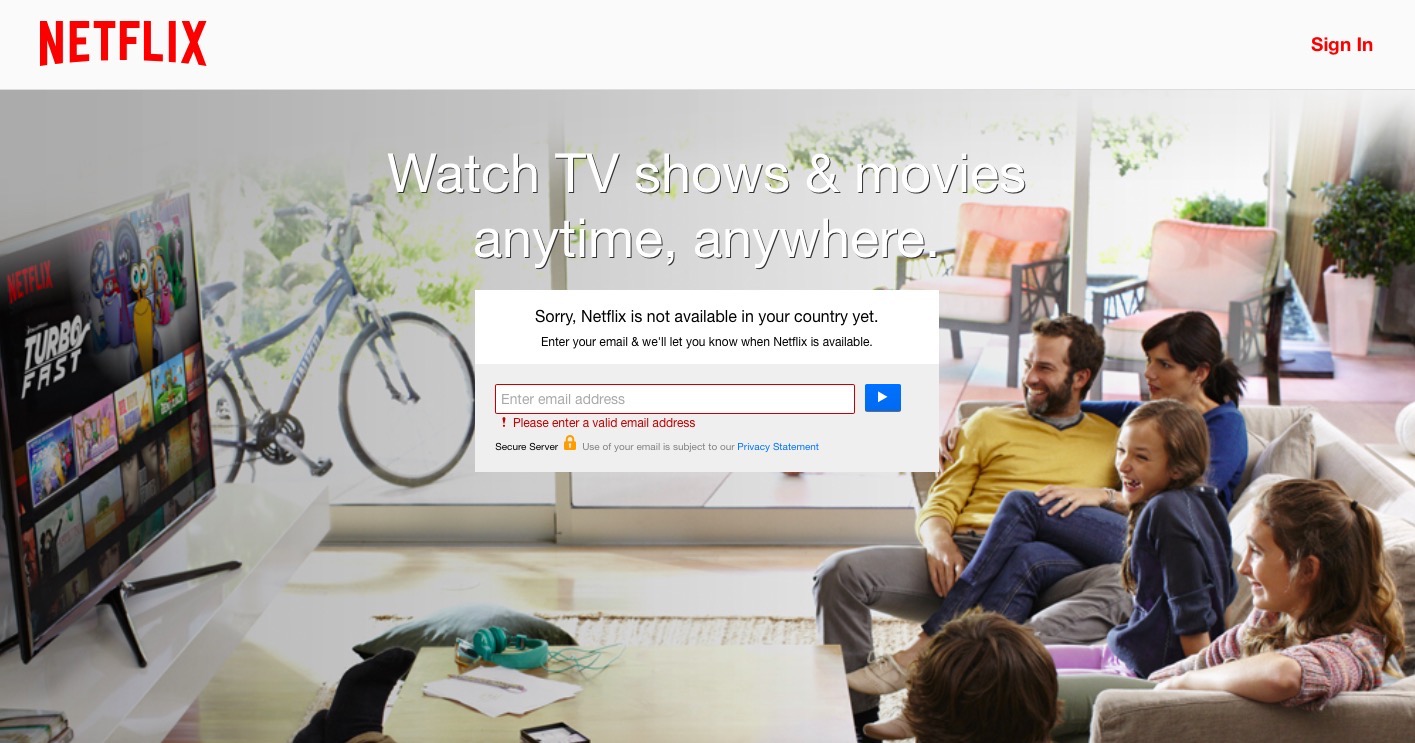 NETFLIX
Sign In
Watch TV shows & movies
anytime, anywhere.
NETFLIX
TURBO
FAST
Sorry, Netflix is not available in your country yet.
Enter your email & we'll let you know when Netflix is available.
Enter email address
! Please enter a valid email address
Secure Server Use of your email is subject to our Privacy Statement